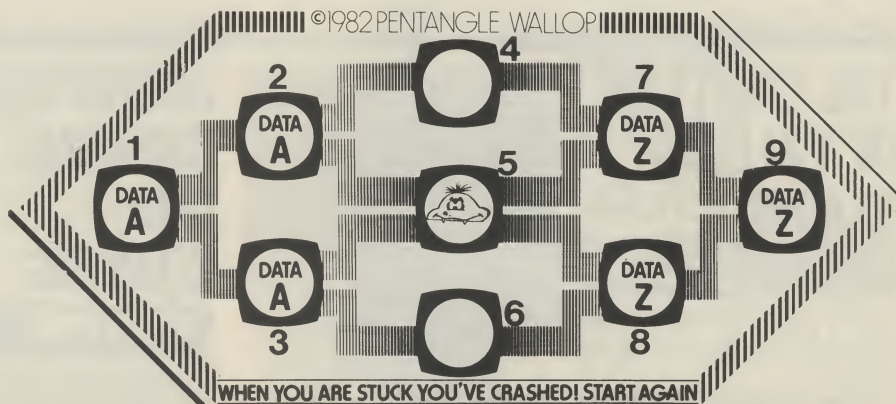 ©1982 PENTANGLE WALLOP
4
2
7
DATA
A
DATA
Z
1
5
9
DATA
A
DATA
Z
DATA
A
DATA
Z
6
3
8
WHEN YOU ARE STUCK YOU'VE CRASHED! START AGAIN